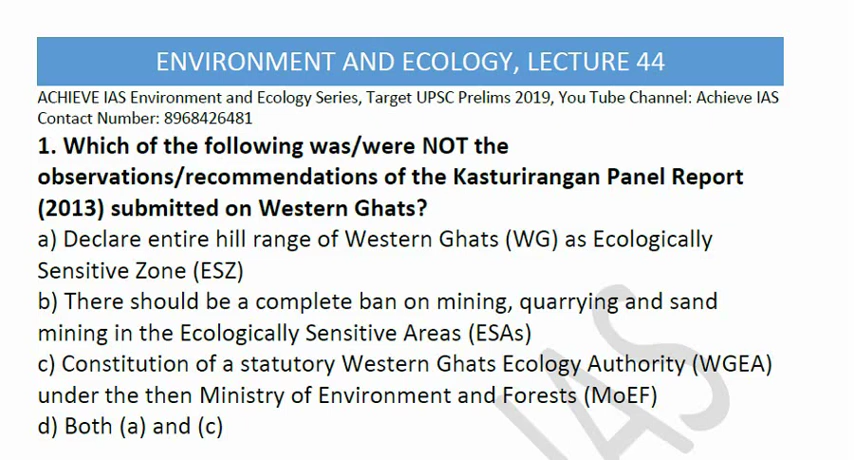 ENVIRONMENT AND ECOLOGY, LECTURE 44
ACHIEVE IAS Environment and Ecology Series, Target UPSC Prelims 2019, You Tube Channel: Achieve IAS
Contact Number: 8968426481
1. Which of the following was/were NOT the
observations/recommendations of the Kasturirangan Panel Report
(2013) submitted on Western Ghats?
a) Declare entire hill range of Western Ghats (WG) as Ecologically
Sensitive Zone (ESZ)
b) There should be a complete ban on mining, quarrying and sand
mining in the Ecologically Sensitive Areas (ESAs)
c) Constitution of a statutory Western Ghats Ecology Authority (WGEA)
under the then Ministry of Environment and Forests (MoEF)
d) Both (a) and (c)
IAS